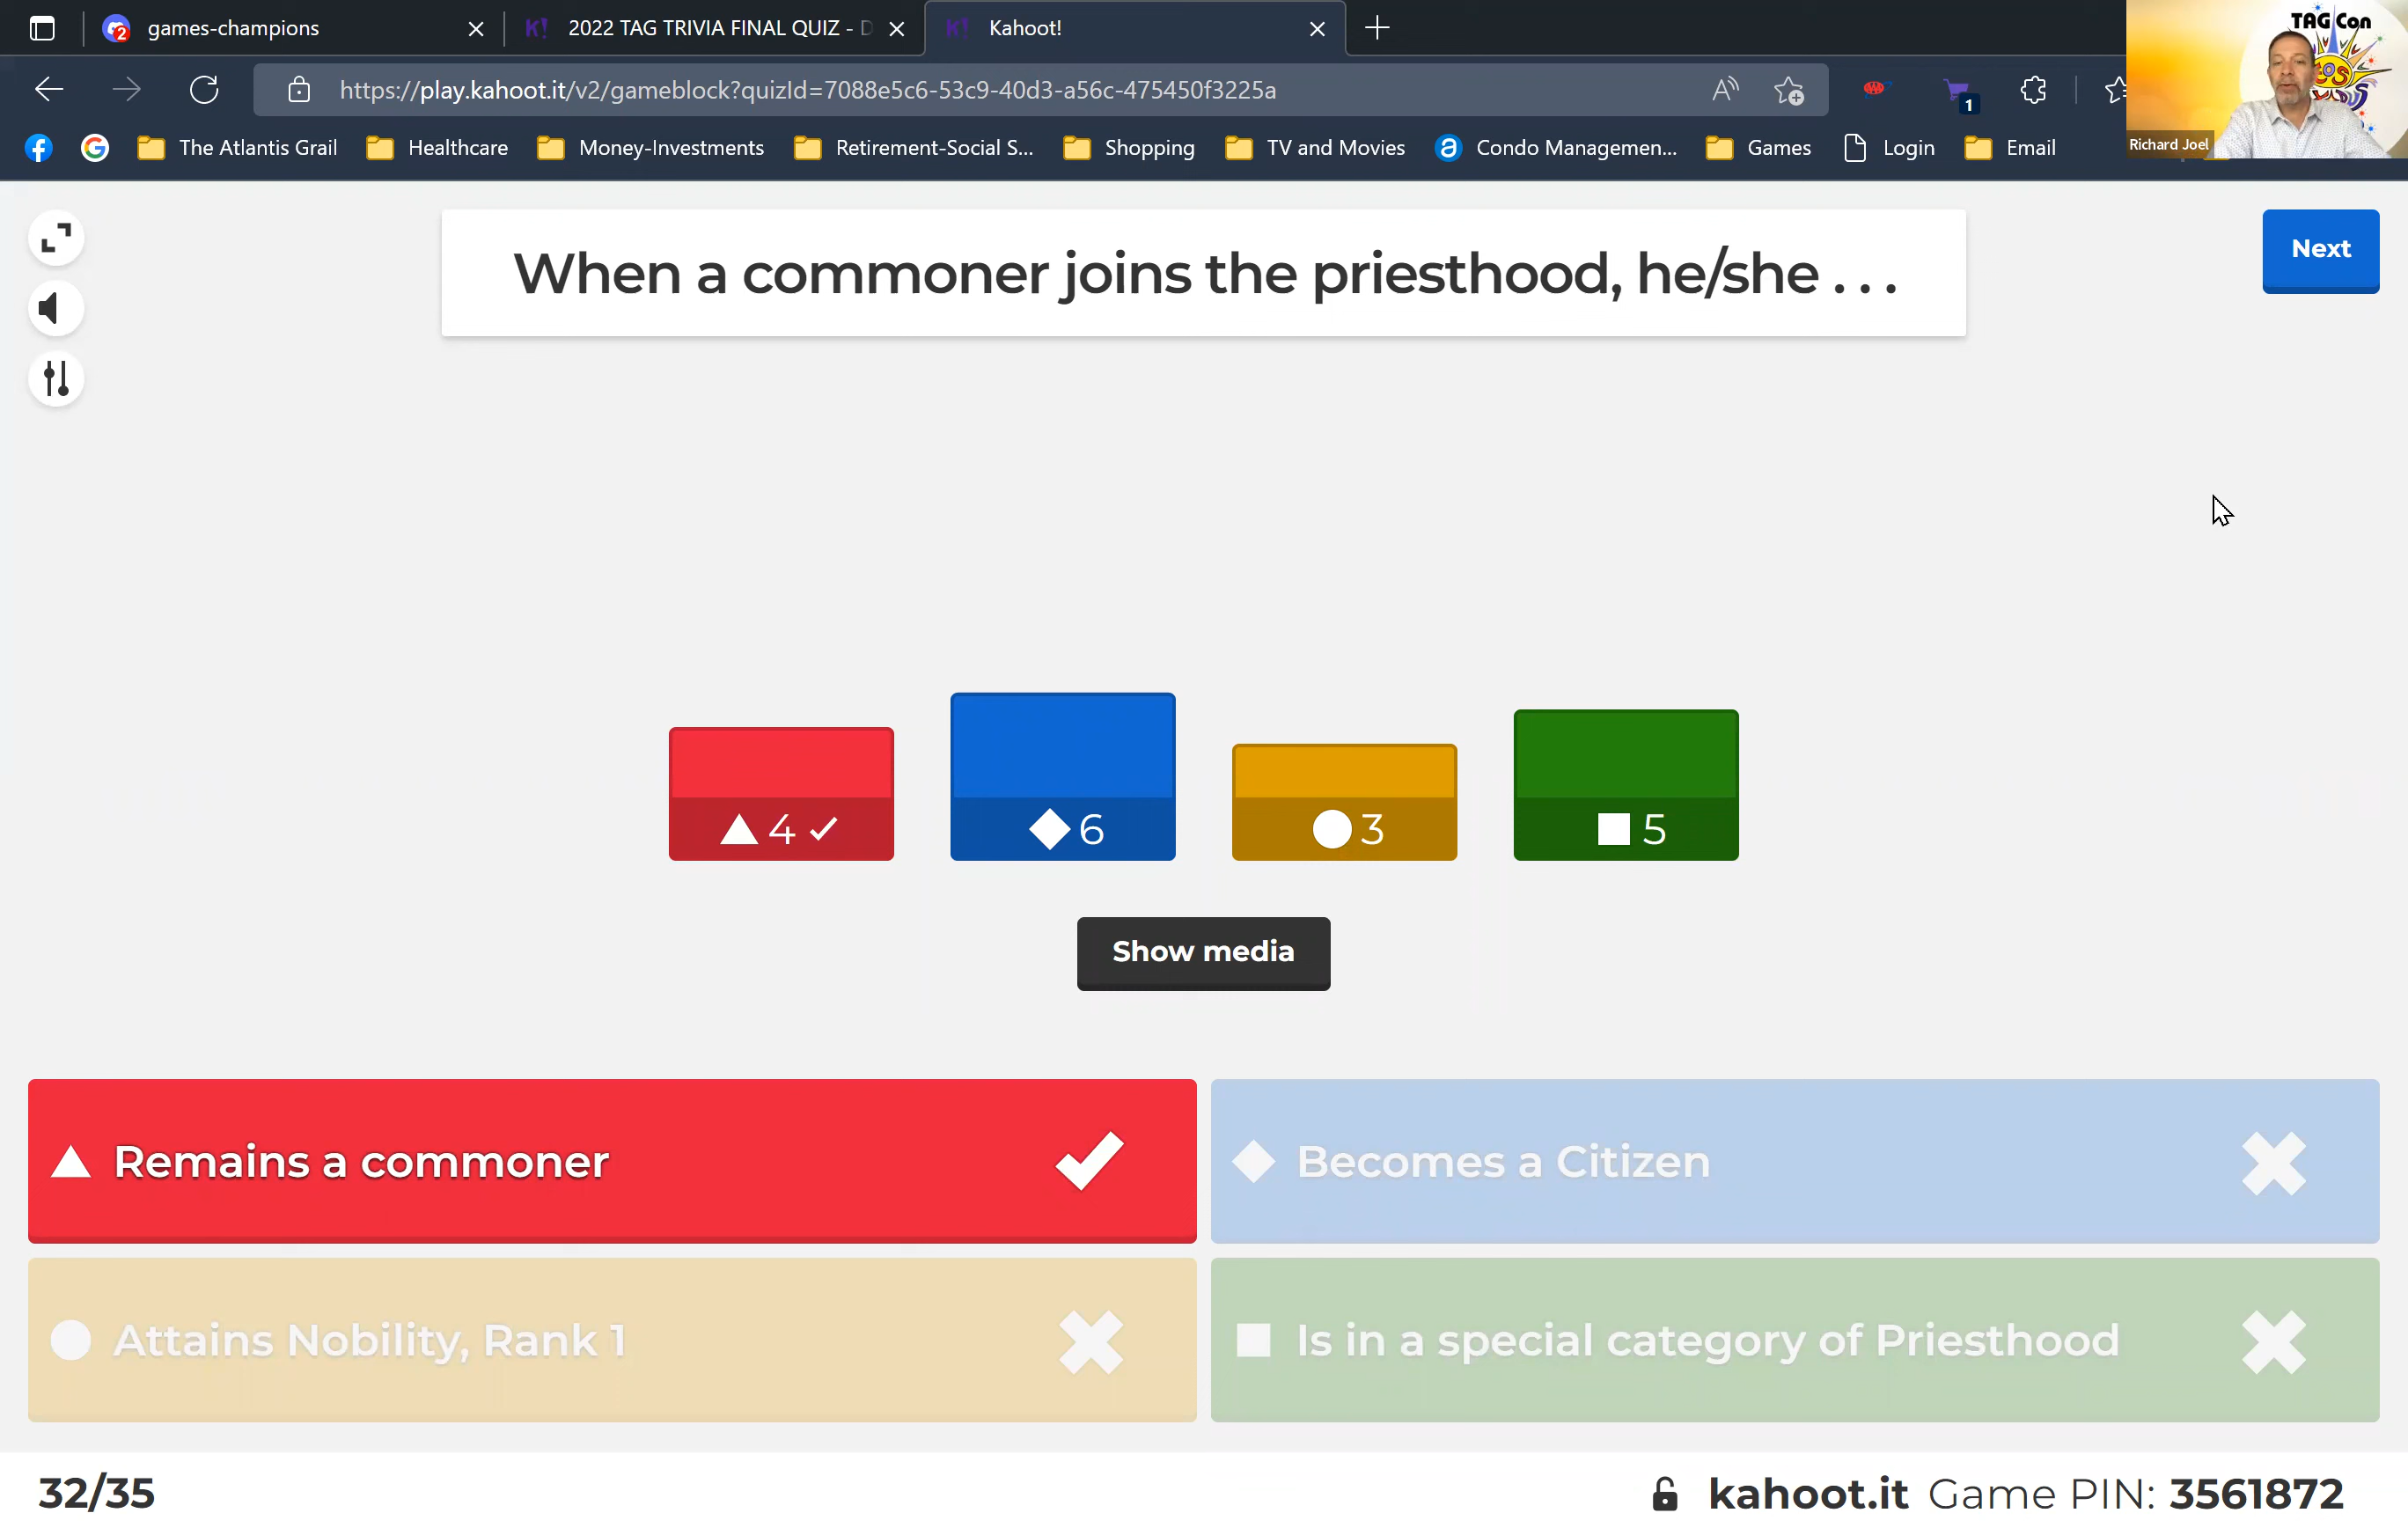 games-champions
2022 TAG TRIVIA FINAL QUIZ - D
Kahoot!
https://play.kahoot.it/v2/gameblock?quizId=7088e5c6-53c9-40d3-a56c-475450f3225a
1
2
The Atlantis Grail
Healthcare
Money-Investments
Retirement-Social S...
Shopping
TV and Movies
Condo Managemen...
Games
Login
Email
TAG Con
Richard Joel
When a commoner joins the priesthood, he/she . . .
Next
4
6
3
5
Show media
Remains a commoner
Becomes a Citizen
Attains Nobility, Rank 1
Is in a special category of Priesthood
32/35
kahoot.it Game PIN: 3561872